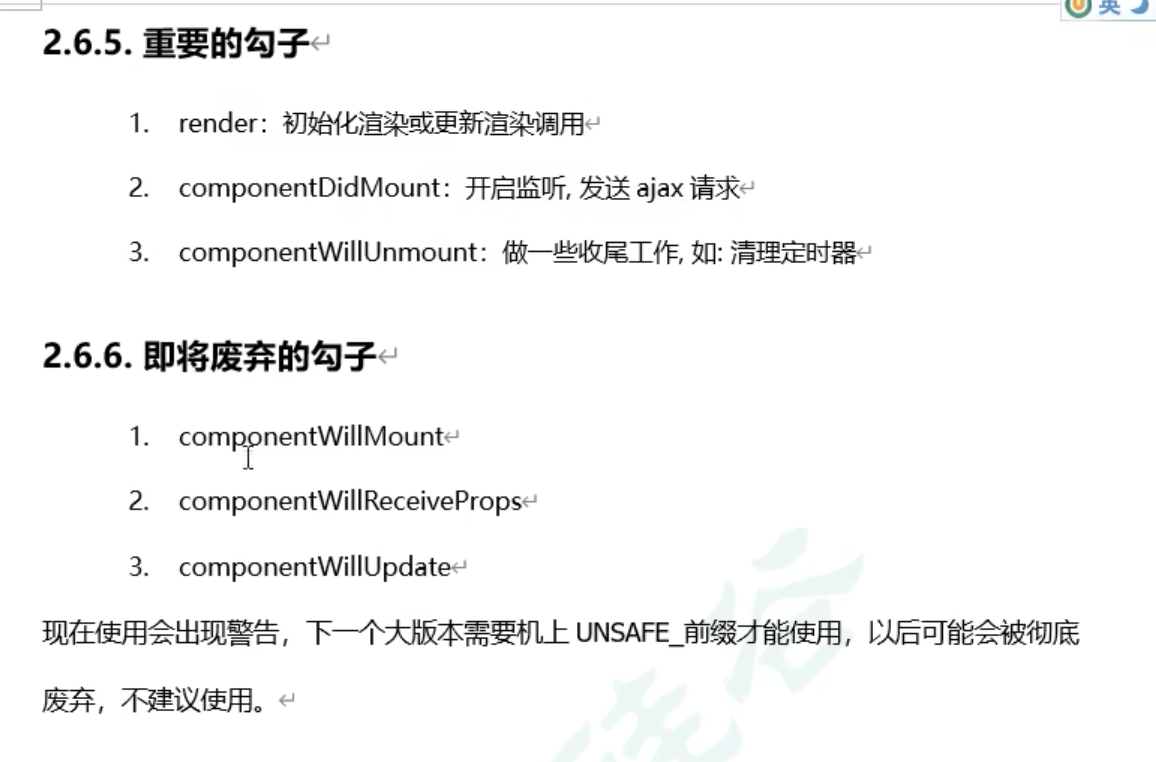 英
2.6.5. 重要的勾子
1. render：初始化渲染或更新渲染调用
2. componentDidMount：开启监听, 发送 ajax 请求
3. componentWillUnmount：做一些收尾工作, 如: 清理定时器
2.6.6. 即将废弃的勾子
1. componentWillMount
2. componentWillReceiveProps
3. componentWillUpdate
现在使用会出现警告，下一个大版本需要机上 UNSAFE_前缀才能使用，以后可能会被彻底
废弃，不建议使用。